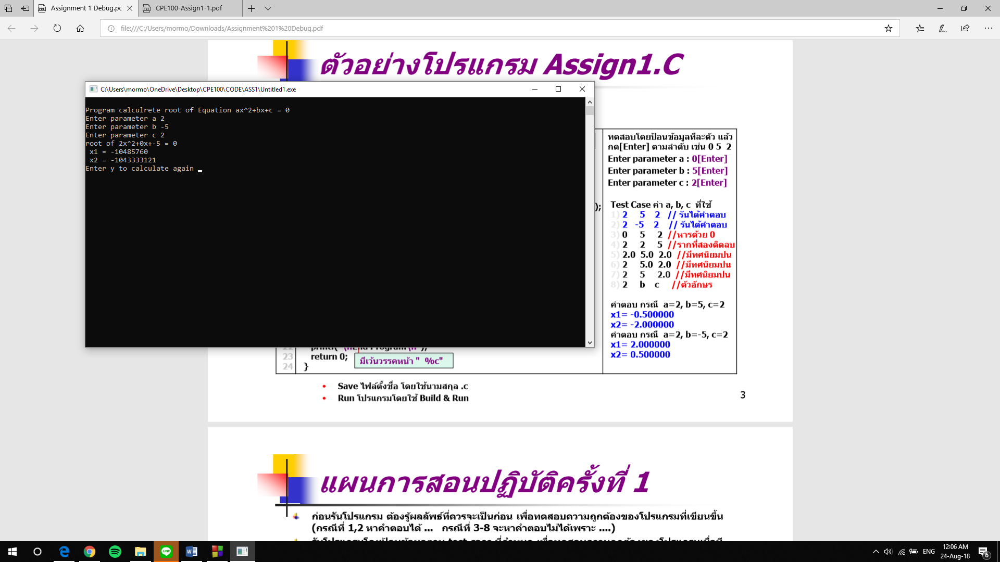 Assignment 1 Debug.pdf
CPE100-Assign1-1.pdf
file:///C:/Users/mormo/Downloads/Assignment%201%20Debug.pdf
ตัวอย่างโปรแกรม Assign1.C
C:\Users\mormo\OneDrive\Desktop\CPE100\CODE\ASS1\Untitled1.exe
Program calculrete root of Equation ax^2+bx+c = 0
Enter parameter a 2
Enter parameter b -5
Enter parameter c 2
root of 2x^2+0x+-5 = 0
x1 = -10485760
x2 = -1043333121
Enter y to calculate again
);
ทดสอบโดยป้อนข้อมูลทีละตัว แล้ว
กด[Enter] ตามลำดับ เช่น 0 5 2
Enter parameter a : 0[Enter]
Enter parameter b : 5[Enter]
Enter parameter c : 2[Enter]
Test Case ค่า a, b, c ที่ใช้
1) 2 5 2 // รันได้คำตอบ
2) 2 -5 2 // รันได้คำตอบ
3) 0 5 2 //หารด้วย 0
4) 2 2 5 //รากที่สองติดลบ
5) 2.0 5.0 2.0 //มีทศนิยมปน
6) 2 5.0 2.0 //มีทศนิยมปน
7) 2 5 2.0 //มีทศนิยมปน
8) 2 b c //ตัวอักษร
คำตอบ กรณี a=2, b=5, c=2
x1= -0.500000
x2= -2.000000
คำตอบ กรณี a=2, b=-5, c=2
x1= 2.000000
x2= 0.500000
22 printf("\nEnd Program\n");
23 return 0;
มีเว้นวรรคหน้า " %c"
24 }
Save ไฟล์ตั้งชื่อ โดยใช้นามสกุล .c
Run โปรแกรมโดยใช้ Build & Run
3
แผนการสอนปฏิบัติครั้งที่ 1
ก่อนรันโปรแกรม ต้องรู้ผลลัพธ์ที่ควรจะเป็นก่อน เพื่อทดสอบความถูกต้องของโปรแกรมที่เขียนขึ้น
(กรณีที่ 1,2 หาคำตอบได้ ... กรณีที่ 3-8 จะหาคำตอบไม่ได้เพราะ ....)
ENG
12:06 AM
24-Aug-18
6